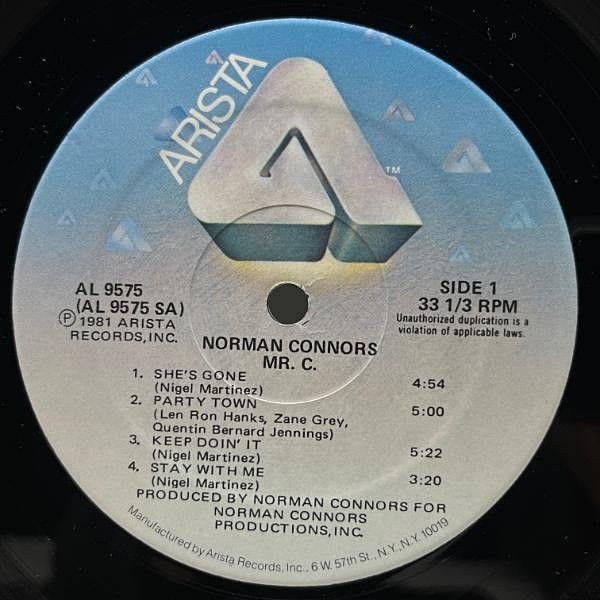 ARISTA
TM
AL 9575
(AL 9575 SA)
Ⓟ 1981 ARISTA
RECORDS, INC.
SIDE 1
33 1/3 RPM
Unauthorized duplication is a
violation of applicable laws.
NORMAN CONNORS
MR. C.
1. SHE'S GONE 4:54
(Nigel Martinez)
2. PARTY TOWN 5:00
(Len Ron Hanks, Zane Grey,
Quentin Bernard Jennings)
3. KEEP DOIN' IT 5:22
(Nigel Martinez)
4. STAY WITH ME 3:20
(Nigel Martinez)
PRODUCED BY NORMAN CONNORS FOR
NORMAN CONNORS
PRODUCTIONS, INC.
Manufactured by Arista Records, Inc., 6 W. 57th St., N.Y., N.Y. 10019